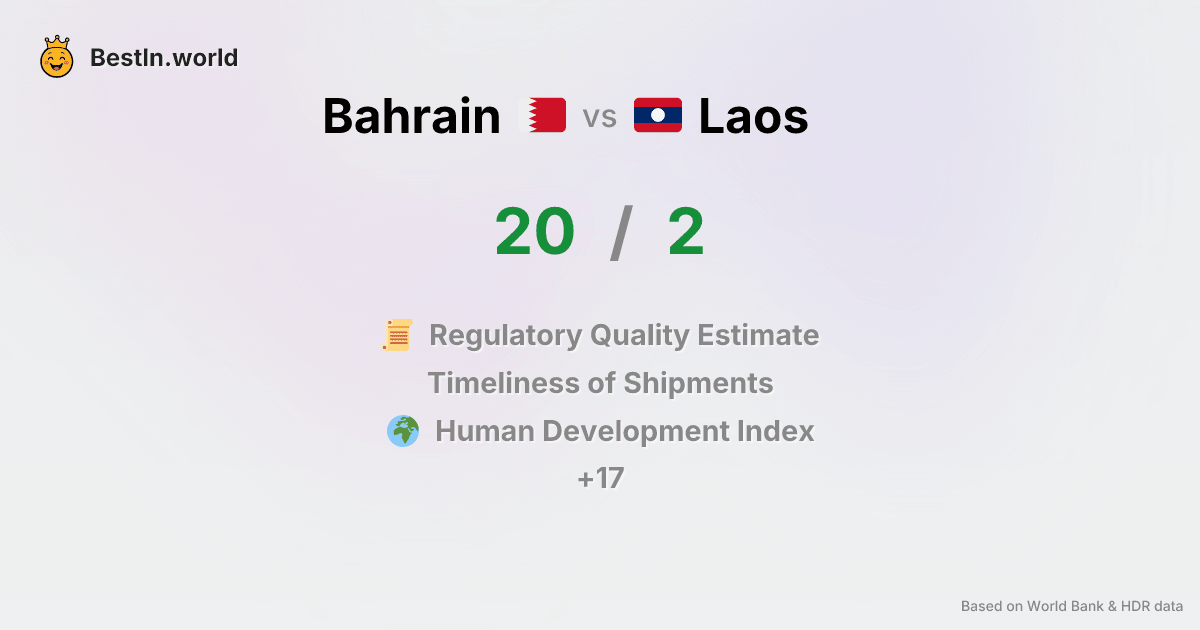 BestIn.world
Bahrain vs Laos
20 / 2
Regulatory Quality Estimate
Timeliness of Shipments
Human Development Index
+17
Based on World Bank & HDR data